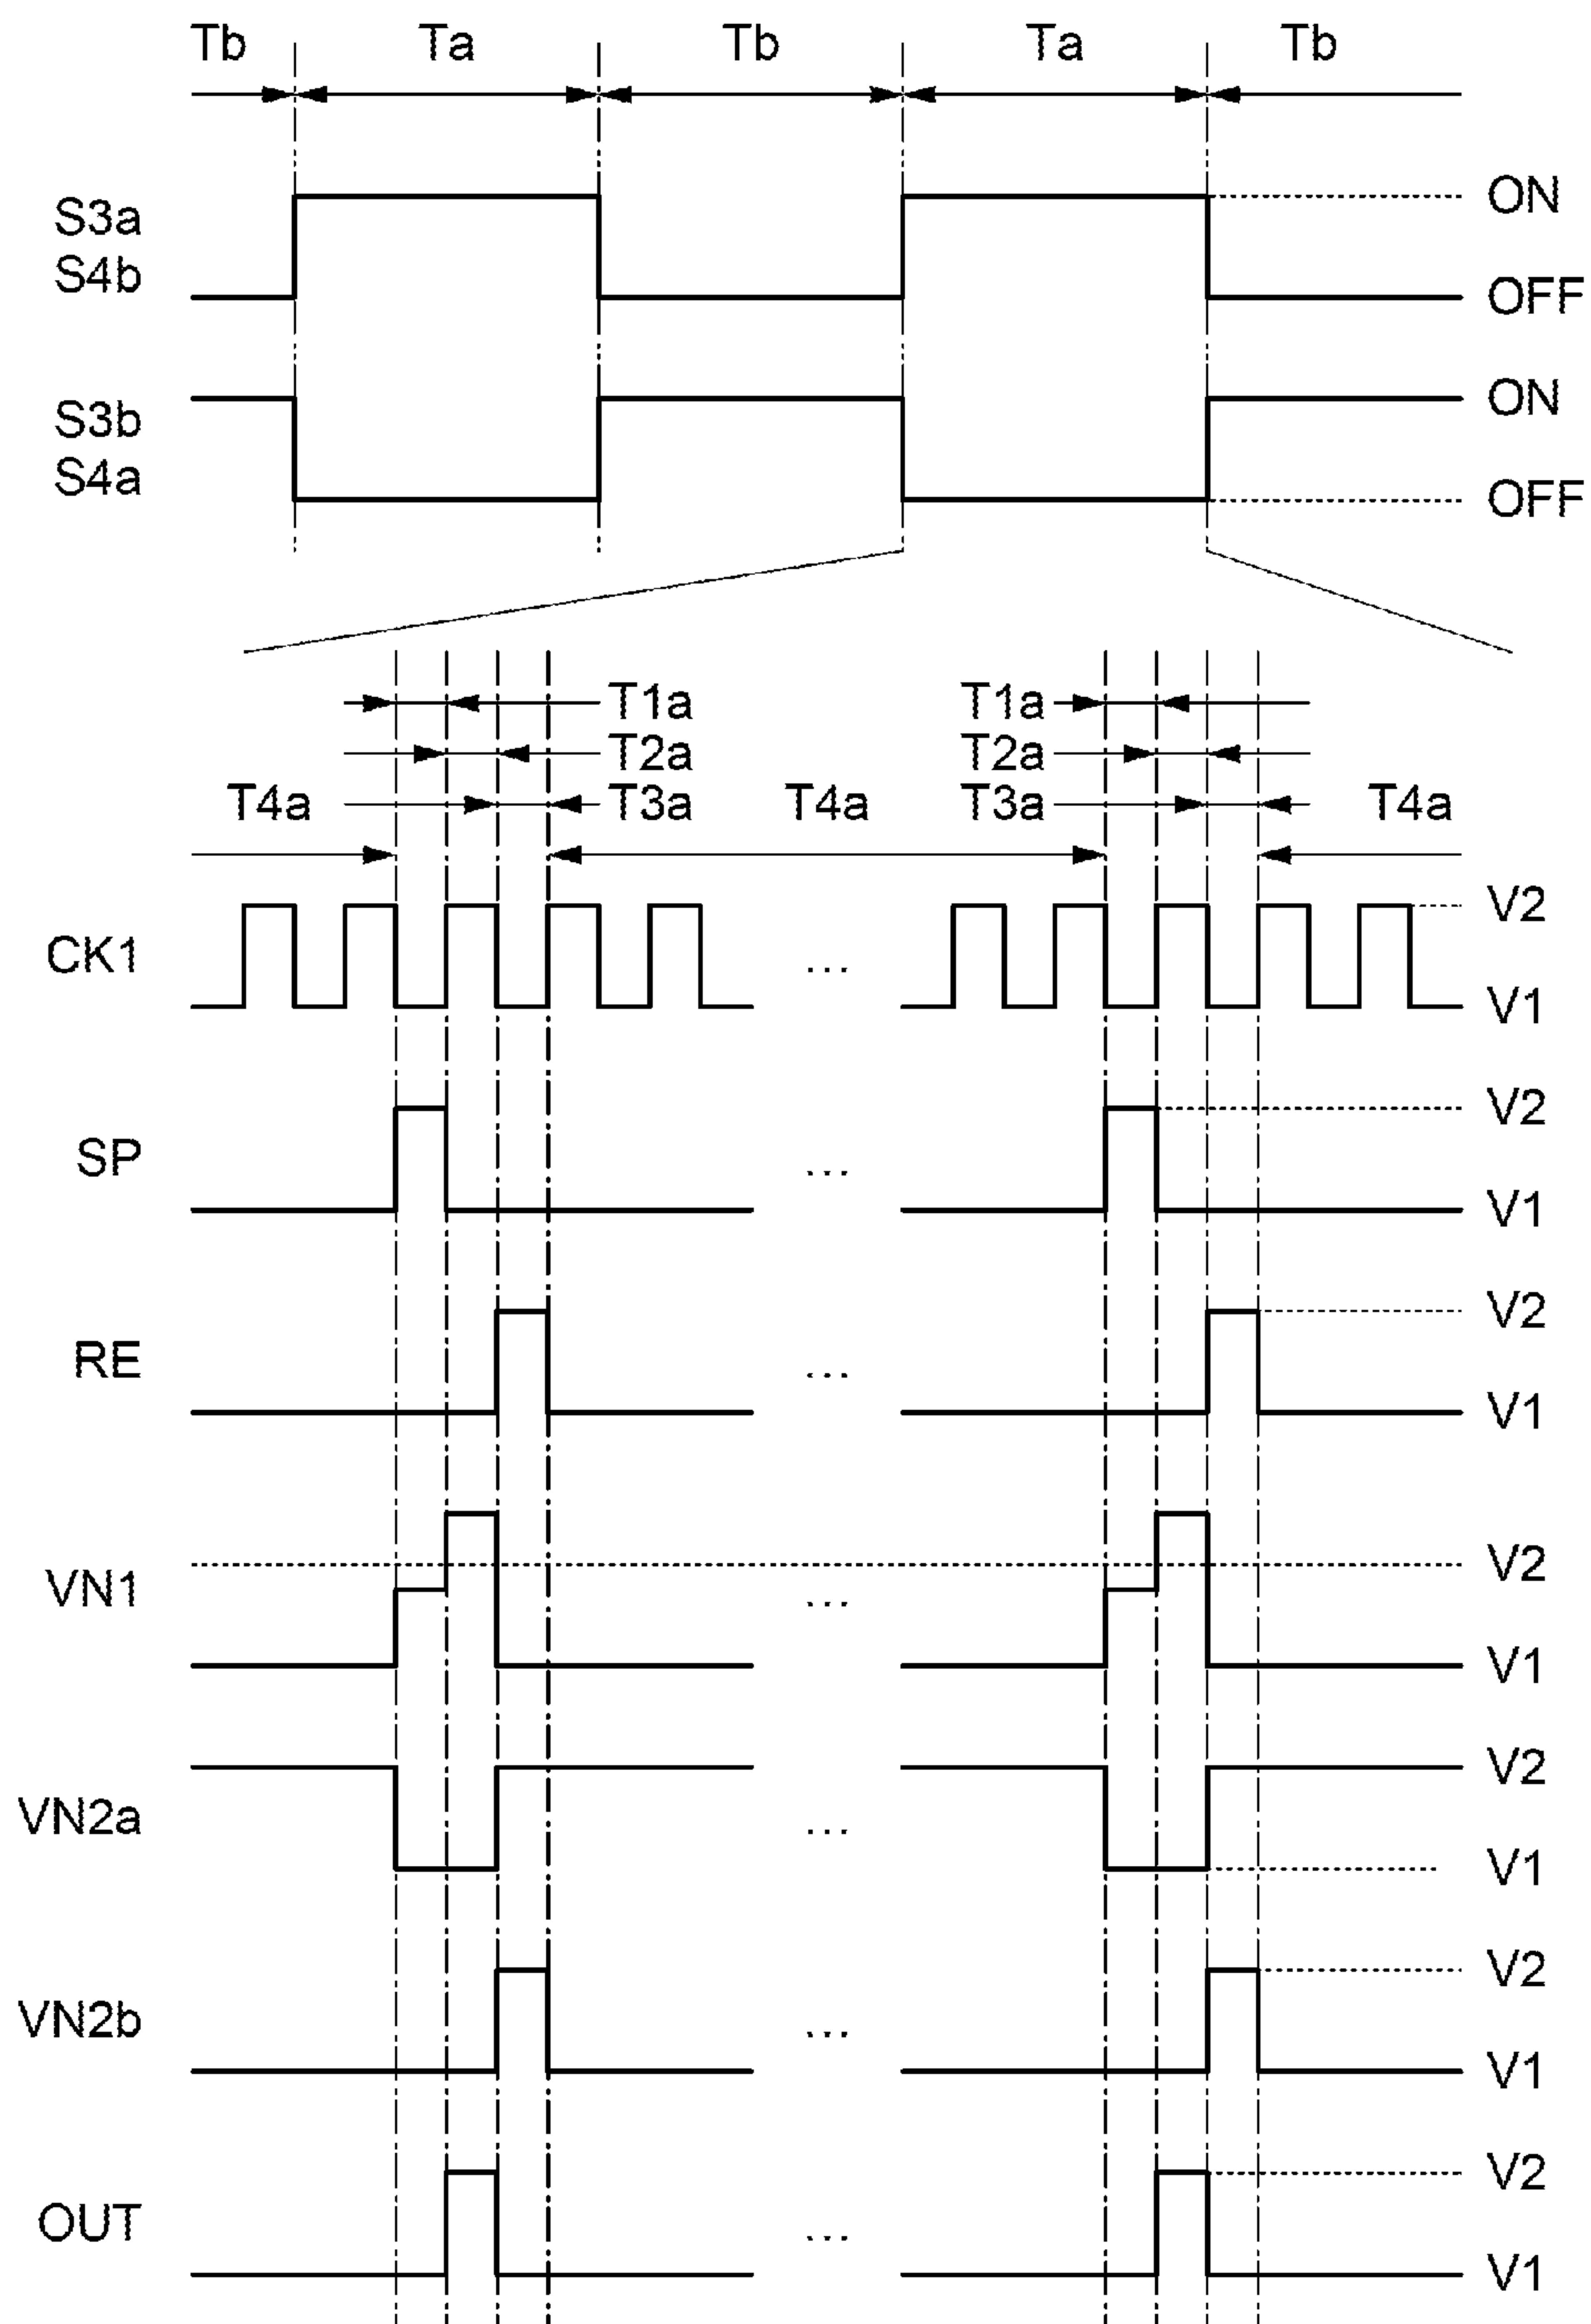 Tb Ta Tb Ta Tb
S3a ON
S4b OFF
S3b ON
S4a OFF
T1a T1a
T2a T2a
T4a T3a T4a T3a T4a
V2
CK1 ...
V1
V2
SP ...
V1
V2
RE ...
V1
V2
VN1 ...
V1
V2
VN2a ...
V1
V2
VN2b ...
V1
V2
OUT ...
V1